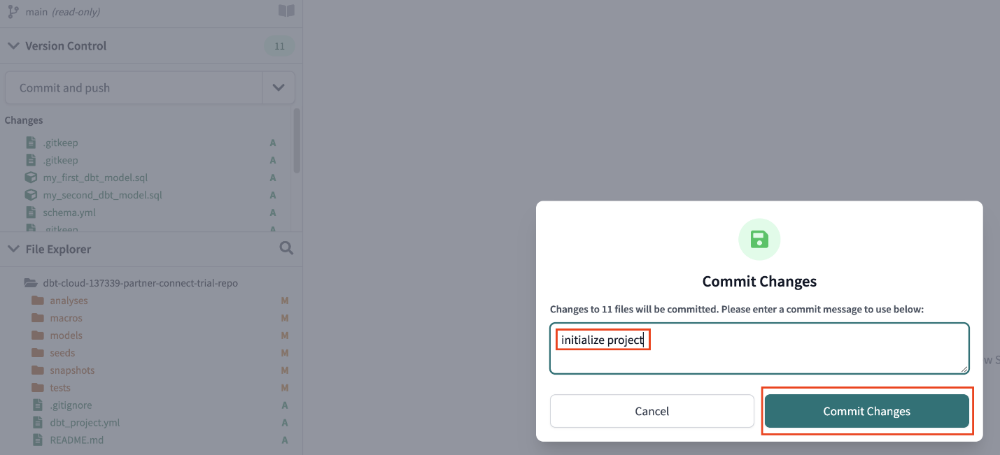 main (read-only)
Version Control 11
Commit and push
Changes
.gitkeep A
.gitkeep A
my_first_dbt_model.sql A
my_second_dbt_model.sql A
schema.yml A
.gitkeep A
File Explorer
dbt-cloud-137339-partner-connect-trial-repo
analyses M
macros M
models M
seeds M
snapshots M
tests M
.gitignore A
dbt_project.yml A
README.md A
Commit Changes
Changes to 11 files will be committed. Please enter a commit message to use below:
initialize project
Cancel
Commit Changes